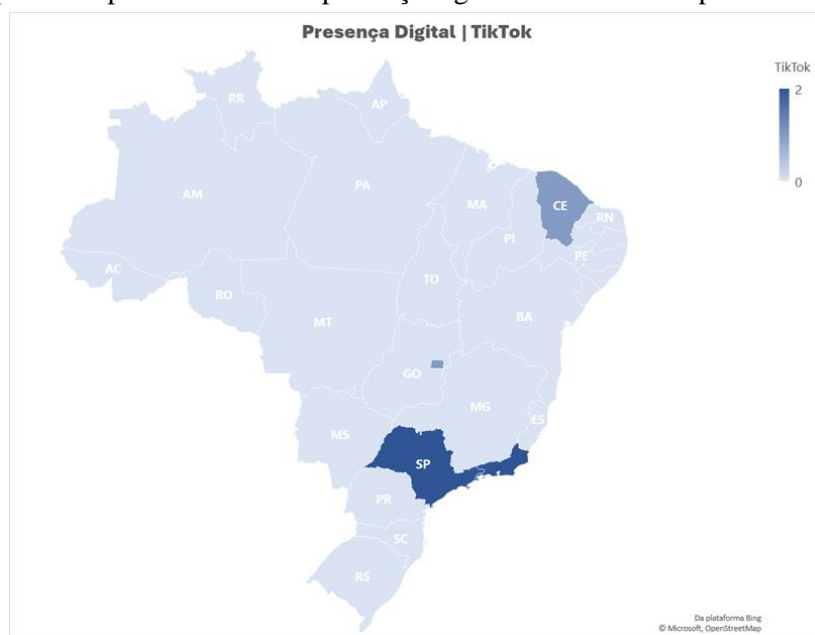 Presença Digital | TikTok
TikTok
2
0
RR
AP
AM
PA
MA
CE
RN
PI
PE
AC
TO
RO
BA
MT
GO
MG
ES
MS
SP
PR
SC
RS
Da plataforma Bing
© Microsoft, OpenStreetMap